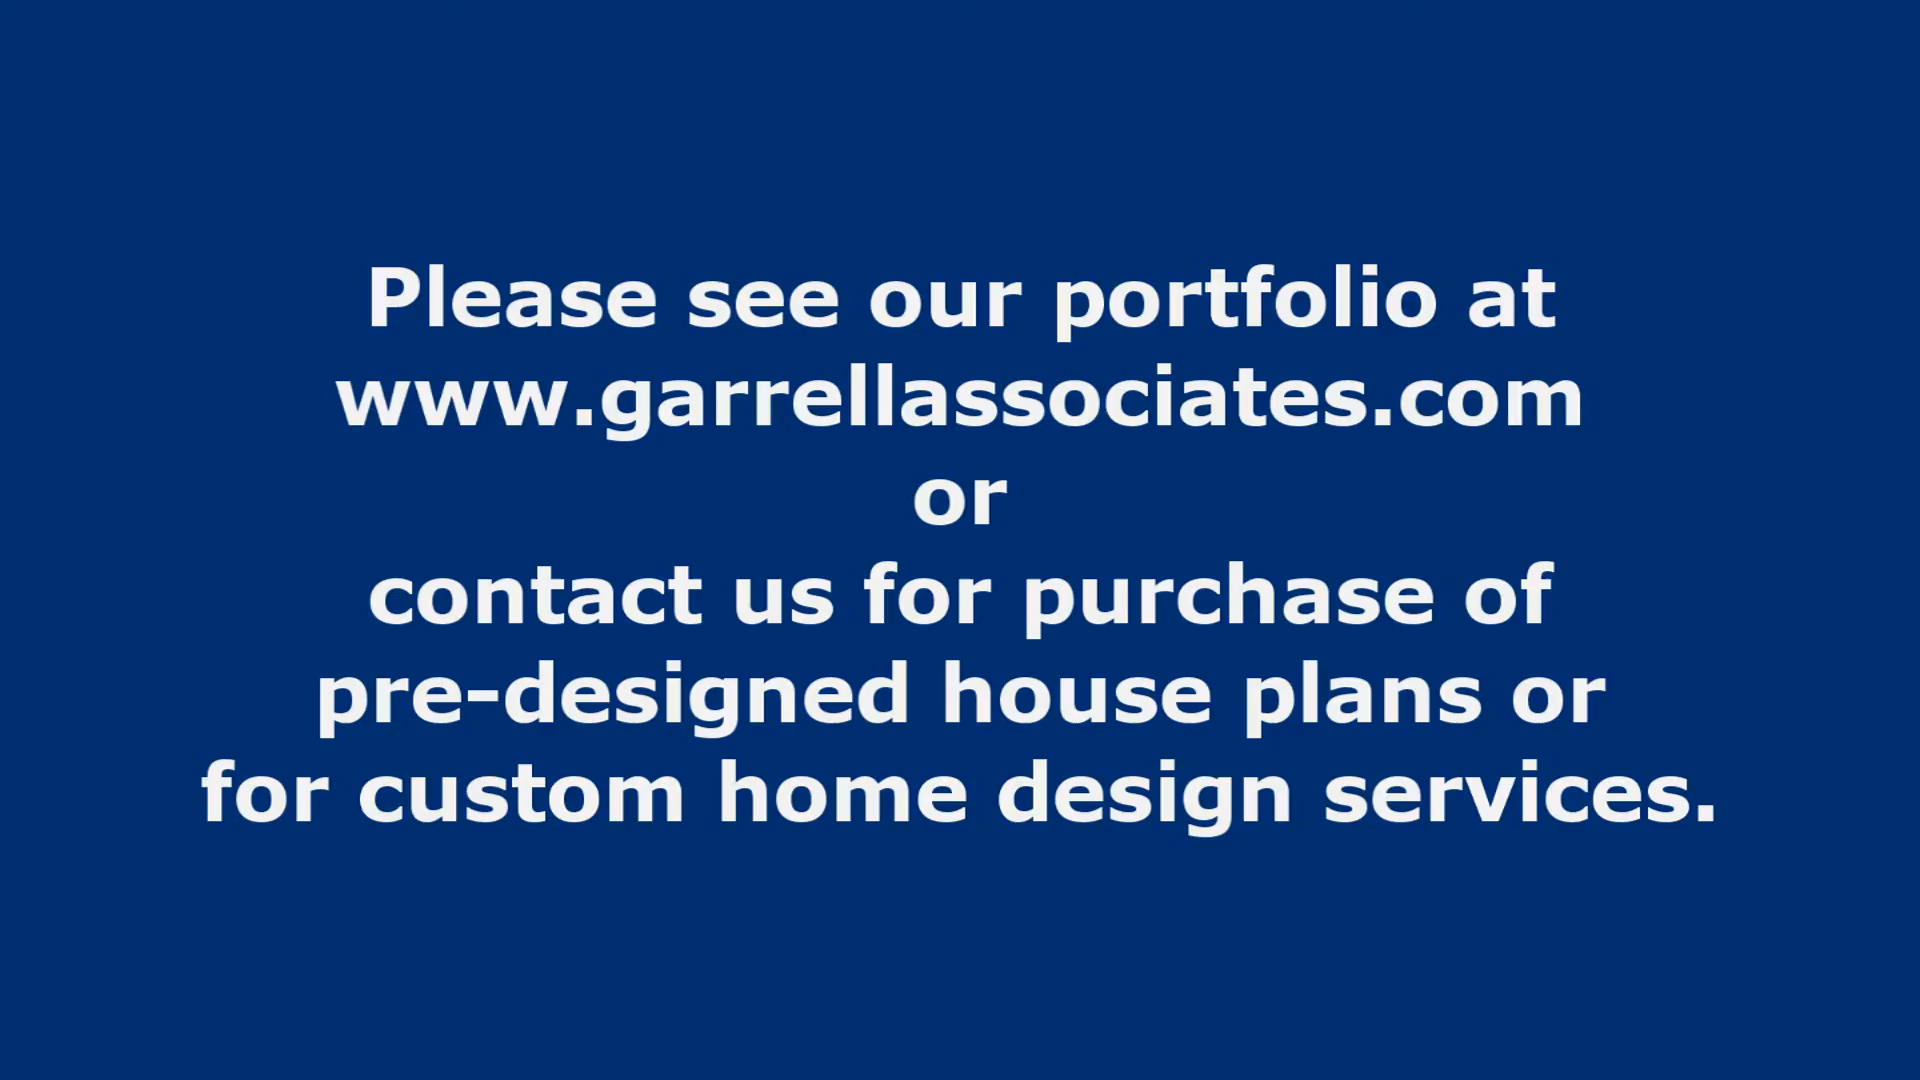 Please see our portfolio at
www.garrellassociates.com
or
contact us for purchase of
pre-designed house plans or
for custom home design services.